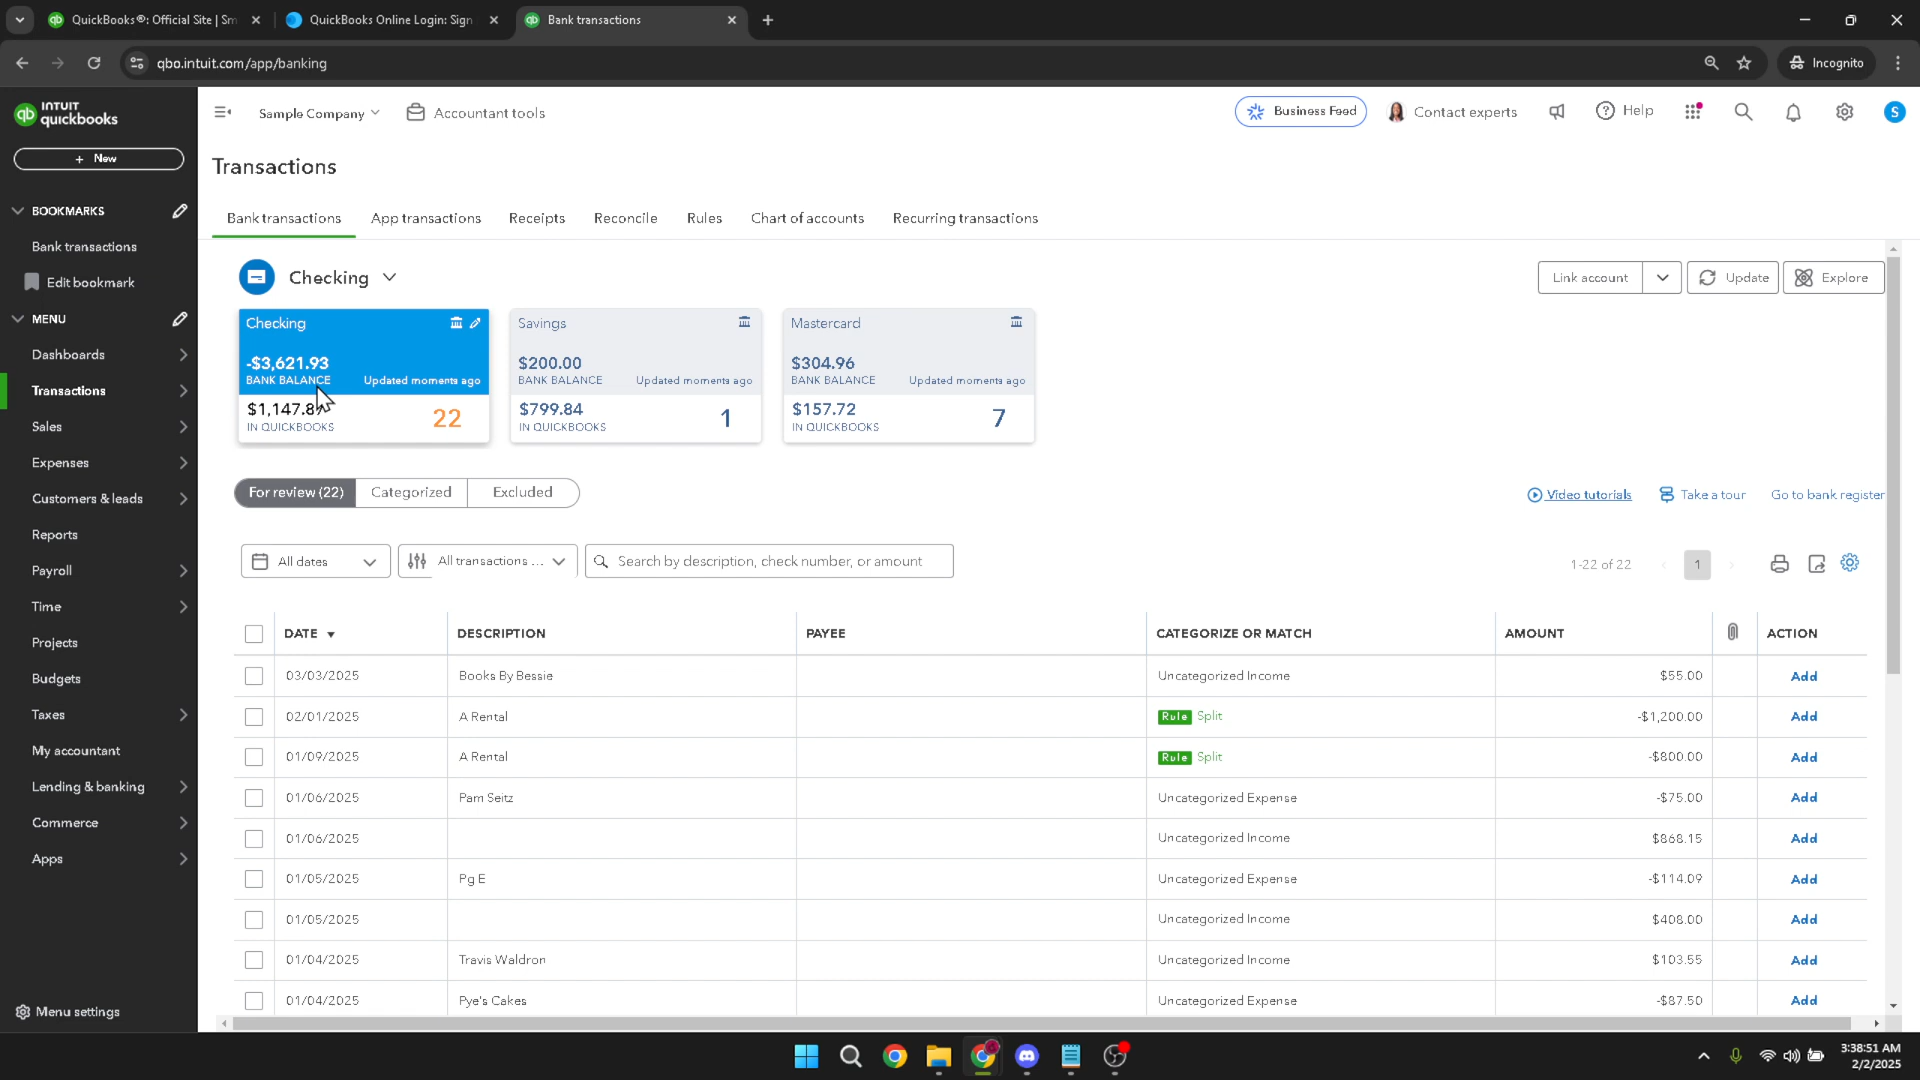 QuickBooks®: Official Site | Sm
QuickBooks Online Login: Sign
Bank transactions
qbo.intuit.com/app/banking
Incognito
INTUIT
quickbooks
Sample Company
Accountant tools
Business Feed
Contact experts
Help
S
+ New
Transactions
BOOKMARKS
Bank transactions
App transactions
Receipts
Reconcile
Rules
Chart of accounts
Recurring transactions
Bank transactions
Edit bookmark
MENU
Dashboards
Transactions
Sales
Expenses
Customers & leads
Reports
Payroll
Time
Projects
Budgets
Taxes
My accountant
Lending & banking
Commerce
Apps
Menu settings
Checking
Link account
Update
Explore
Checking
-$3,621.93
BANK BALANCE
Updated moments ago
IN QUICKBOOKS
22
Savings
$200.00
BANK BALANCE
Updated moments ago
$799.84
IN QUICKBOOKS
1
Mastercard
$304.96
BANK BALANCE
Updated moments ago
$157.72
IN QUICKBOOKS
7
For review (22)
Categorized
Excluded
Video tutorials
Take a tour
Go to bank register
All dates
All transactions ...
Search by description, check number, or amount
1-22 of 22
1
DATE ▼ DESCRIPTION PAYEE CATEGORIZE OR MATCH AMOUNT ACTION
03/03/2025 Books By Bessie Uncategorized Income $55.00 Add
02/01/2025 A Rental Rule Split -$1,200.00 Add
01/09/2025 A Rental Rule Split -$800.00 Add
01/06/2025 Pam Seitz Uncategorized Expense -$75.00 Add
01/06/2025 Uncategorized Income $868.15 Add
01/05/2025 Pg E Uncategorized Expense -$114.09 Add
01/05/2025 Uncategorized Income $408.00 Add
01/04/2025 Travis Waldron Uncategorized Income $103.55 Add
01/04/2025 Pye's Cakes Uncategorized Expense -$87.50 Add
3:38:51 AM
2/2/2025